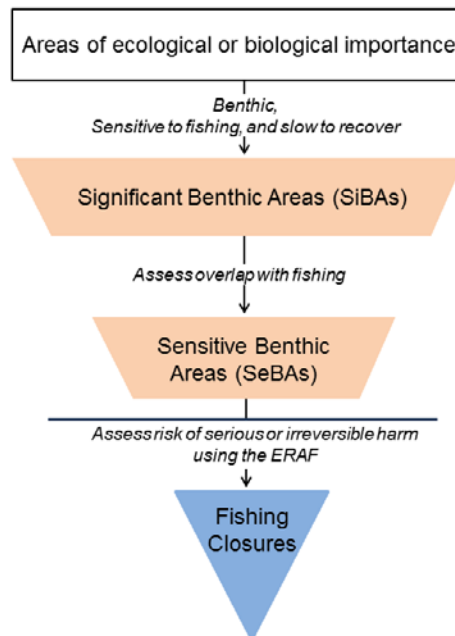 Areas of ecological or biological importance
Benthic,
Sensitive to fishing, and slow to recover
Significant Benthic Areas (SiBAs)
Assess overlap with fishing
Sensitive Benthic
Areas (SeBAs)
Assess risk of serious or irreversible harm
using the ERAF
Fishing
Closures